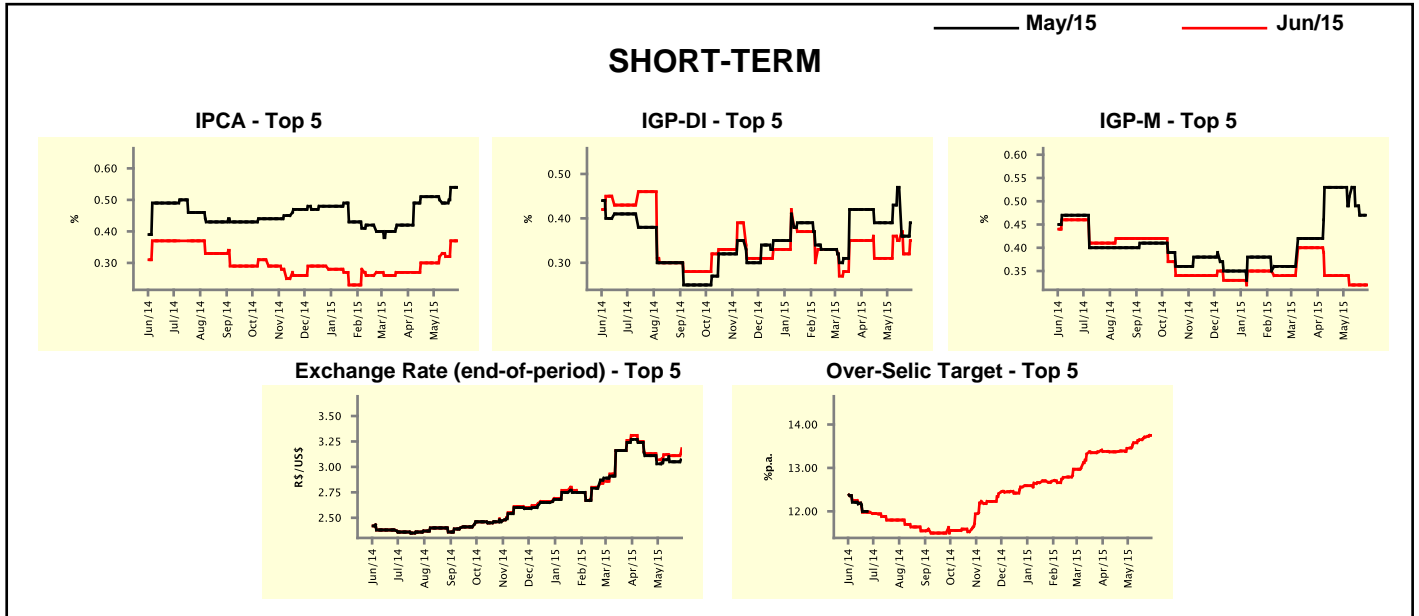 May/15 Jun/15
SHORT-TERM
IPCA - Top 5
%
0.60
0.50
0.40
0.30
Jun/14 Jul/14 Aug/14 Sep/14 Oct/14 Nov/14 Dec/14 Jan/15 Feb/15 Mar/15 Apr/15 May/15
IGP-DI - Top 5
%
0.50
0.40
0.30
Jun/14 Jul/14 Aug/14 Sep/14 Oct/14 Nov/14 Dec/14 Jan/15 Feb/15 Mar/15 Apr/15 May/15
IGP-M - Top 5
%
0.60
0.55
0.50
0.45
0.40
0.35
Jun/14 Jul/14 Aug/14 Sep/14 Oct/14 Nov/14 Dec/14 Jan/15 Feb/15 Mar/15 Apr/15 May/15
Exchange Rate (end-of-period) - Top 5
R$/US$
3.50
3.25
3.00
2.75
2.50
Jun/14 Jul/14 Aug/14 Sep/14 Oct/14 Nov/14 Dec/14 Jan/15 Feb/15 Mar/15 Apr/15 May/15
Over-Selic Target - Top 5
%p.a.
14.00
13.00
12.00
Jun/14 Jul/14 Aug/14 Sep/14 Oct/14 Nov/14 Dec/14 Jan/15 Feb/15 Mar/15 Apr/15 May/15